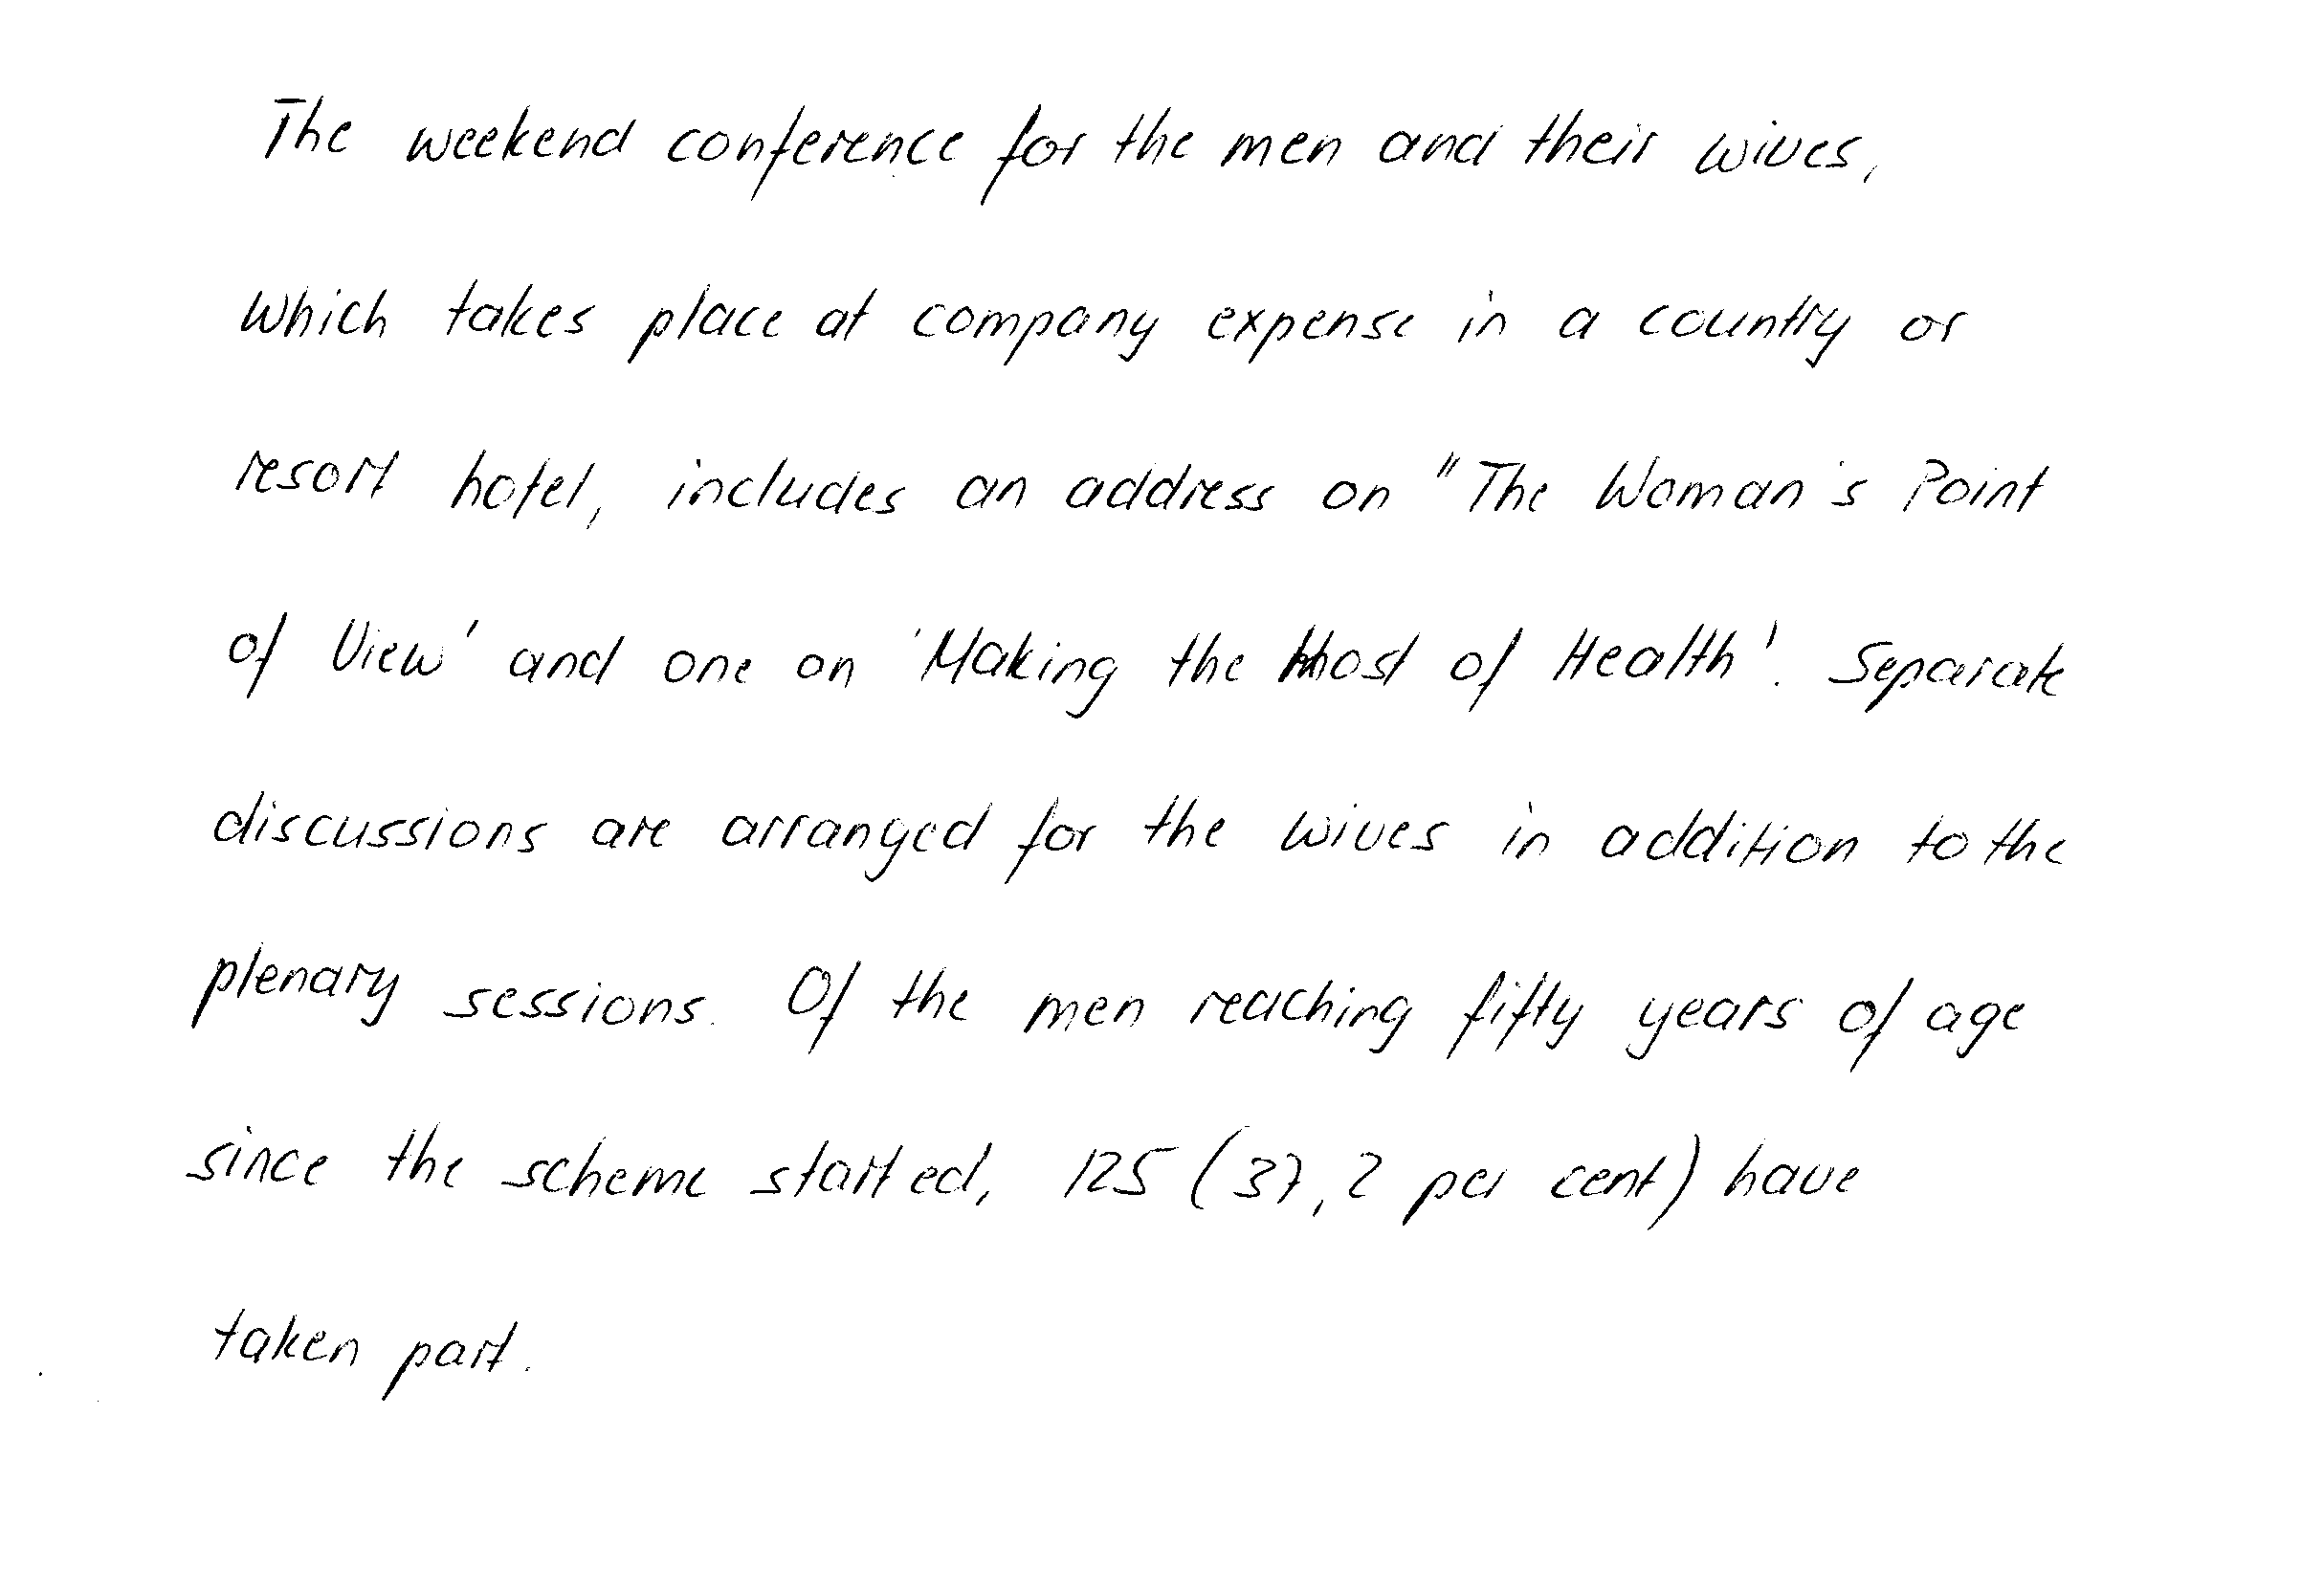 The weekend conference for the men and their wives,
which takes place at company expense in a country or
resort hotel, includes an address on "The Woman's Point
of View' and one on 'Making the Most of Health'. Separate
discussions are arranged for the wives in addition to the
plenary sessions. Of the men reaching fifty years of age
since the scheme started, 125 (37,2 per cent) have
taken part.